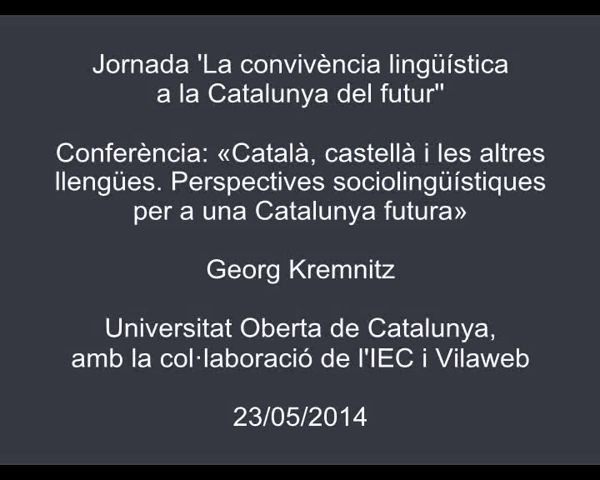 Jornada 'La convivència lingüística
a la Catalunya del futur"
Conferència: «Català, castellà i les altres
llengües. Perspectives sociolingüístiques
per a una Catalunya futura»
Georg Kremnitz
Universitat Oberta de Catalunya,
amb la col·laboració de l'IEC i Vilaweb
23/05/2014